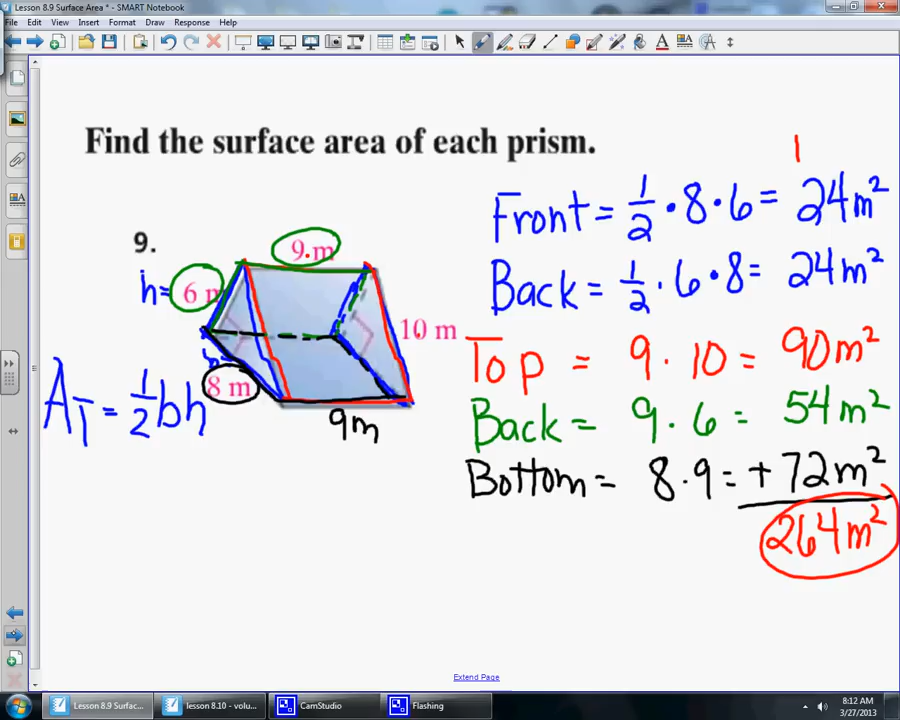 Lesson 8.9 Surface Area * - SMART Notebook
File Edit View Insert Format Draw Response Help
Find the surface area of each prism.
1
9.
9 m
h = 6 m
10 m
b
8 m
9m
A_T = 1/2 bh
Front = 1/2 · 8 · 6 = 24m²
Back = 1/2 · 6 · 8 = 24m²
Top = 9 · 10 = 90m²
Back = 9 · 6 = 54m²
Bottom = 8 · 9 = + 72m²
264m²
Extend Page
Lesson 8.9 Surfac...
lesson 8.10 - volu...
CamStudio
Flashing
8:12 AM
3/27/2013